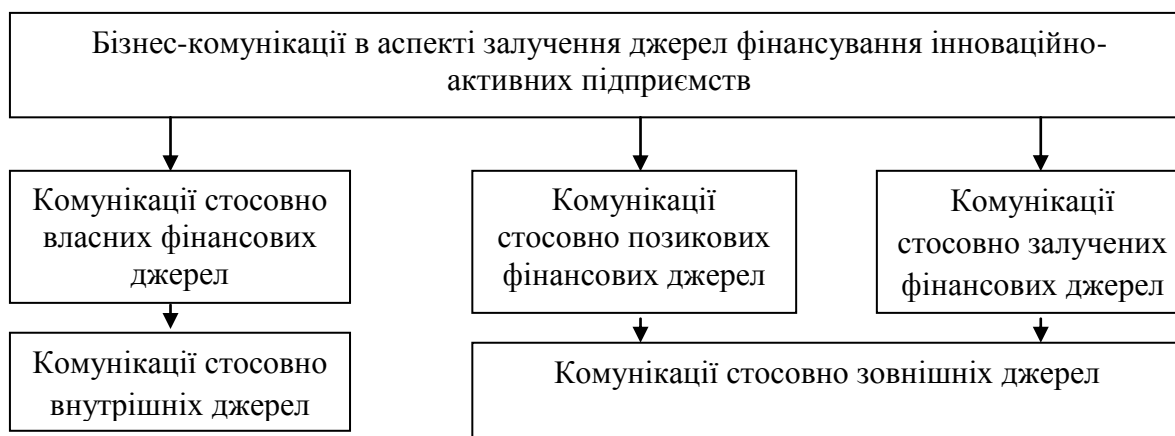 Бізнес-комунікації в аспекті залучення джерел фінансування інноваційно-
активних підприємств
Комунікації стосовно
власних фінансових
джерел
Комунікації
стосовно позикових
фінансових джерел
Комунікації
стосовно залучених
фінансових джерел
Комунікації стосовно
внутрішніх джерел
Комунікації стосовно зовнішніх джерел